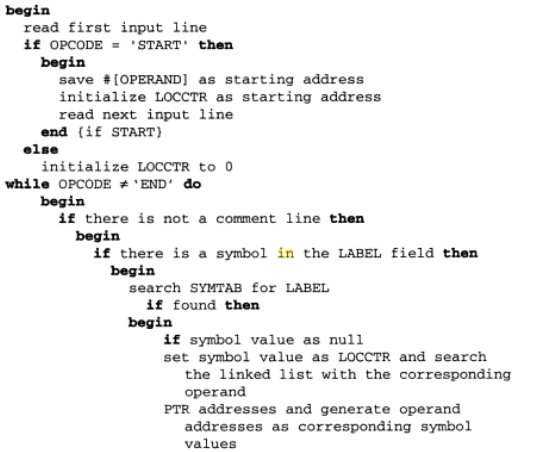 begin
read first input line
if OPCODE = 'START' then
begin
save #[OPERAND] as starting address
initialize LOCCTR as starting address
read next input line
end {if START}
else
initialize LOCCTR to 0
while OPCODE ≠ 'END' do
begin
if there is not a comment line then
begin
if there is a symbol in the LABEL field then
begin
search SYMTAB for LABEL
if found then
begin
if symbol value as null
set symbol value as LOCCTR and search
the linked list with the corresponding
operand
PTR addresses and generate operand
addresses as corresponding symbol
values